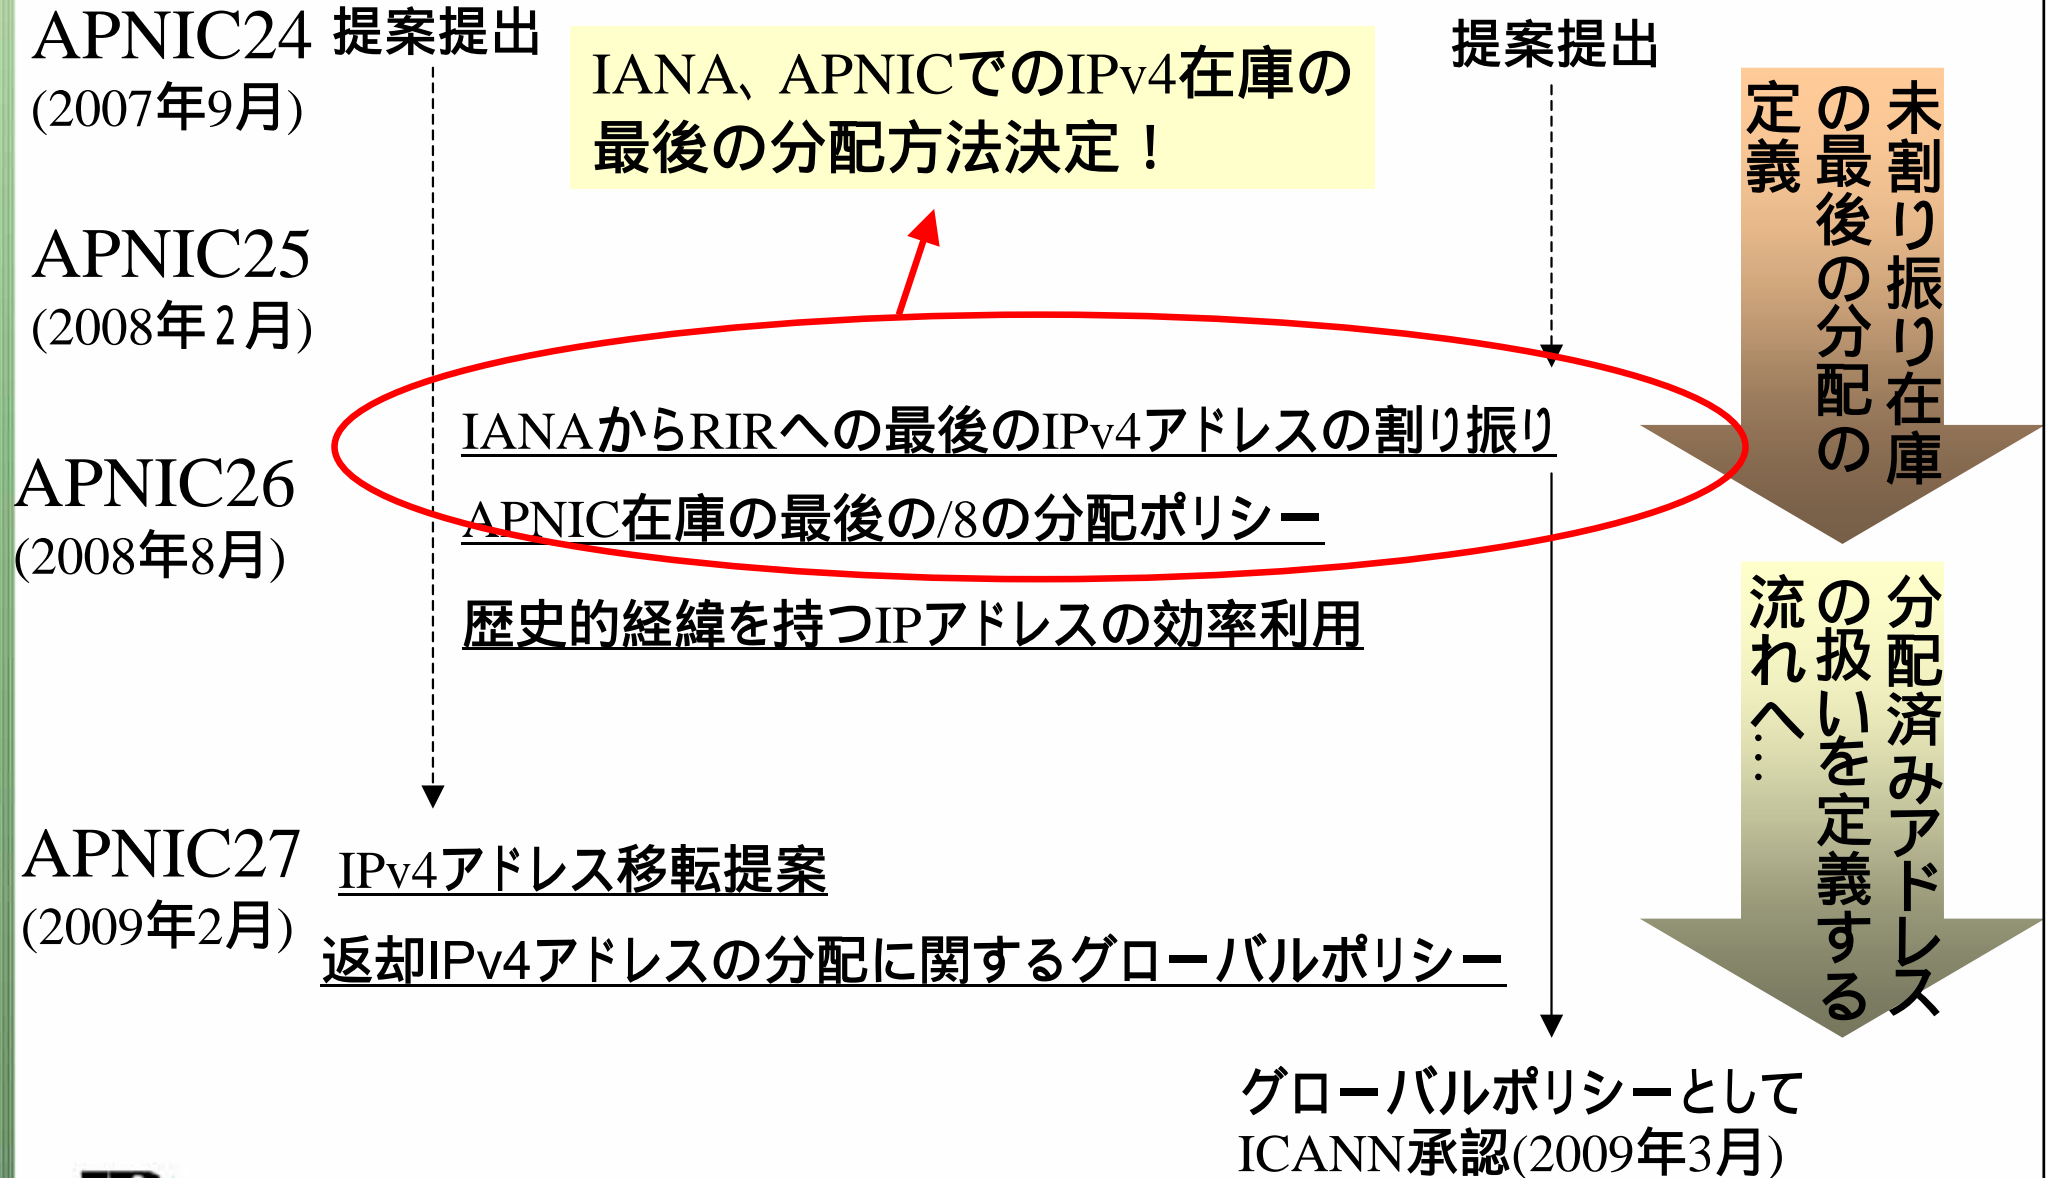 APNIC24 提案提出
(2007年9月)
IANA、APNICでのIPv4在庫の
最後の分配方法決定！
提案提出
未割り振り在庫
の最後の分配の
定義
APNIC25
(2008年２月)
IANAからRIRへの最後のIPv4アドレスの割り振り
APNIC26
(2008年8月)
APNIC在庫の最後の/8の分配ポリシー
歴史的経緯を持つIPアドレスの効率利用
分配済みアドレス
の扱いを定義する
流れへ…
APNIC27
(2009年2月)
IPv4アドレス移転提案
返却IPv4アドレスの分配に関するグローバルポリシー
グローバルポリシーとして
ICANN承認(2009年3月)